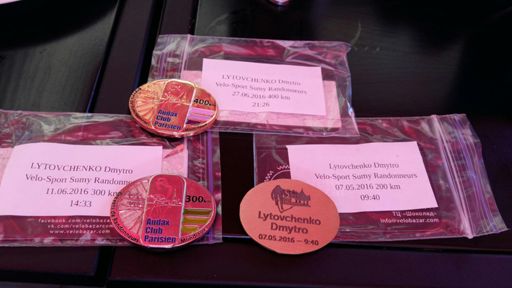 LYTOVCHENKO Dmytro
Velo-Sport Sumy Randonneurs
27.06.2016 400 km
21:26
400
Audax
Club
Parisien
LYTOVCHENKO Dmytro
Velo-Sport Sumy
11.06.2016 300
14:33
facebook.com/velobazar
vk.com/velobazar
www.velobazar.com
300
Audax
Club
Parisien
Lytovchenko Dmytro
Velo-Sport Sumy Randonneurs
07.05.2016 200 km
09:40
ТЦ «Шоколад»
info@velobazar.com
Lytovchenko
Dmytro
07.05.2016 — 9:40